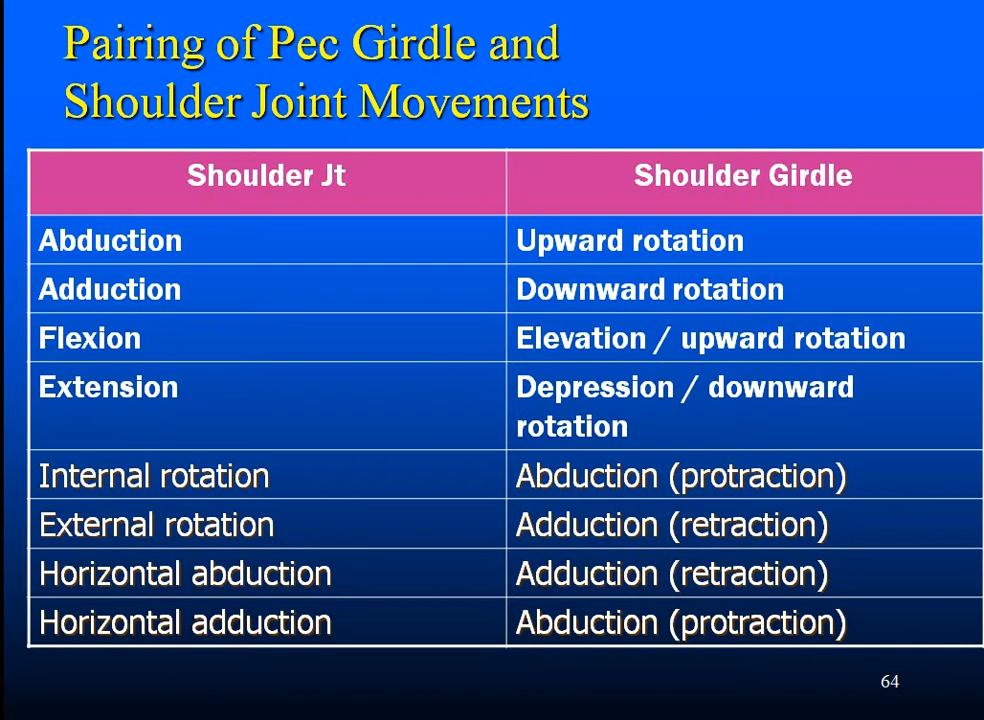 Pairing of Pec Girdle and
Shoulder Joint Movements
Shoulder Jt Shoulder Girdle
Abduction Upward rotation
Adduction Downward rotation
Flexion Elevation / upward rotation
Extension Depression / downward
rotation
Internal rotation Abduction (protraction)
External rotation Adduction (retraction)
Horizontal abduction Adduction (retraction)
Horizontal adduction Abduction (protraction)
64